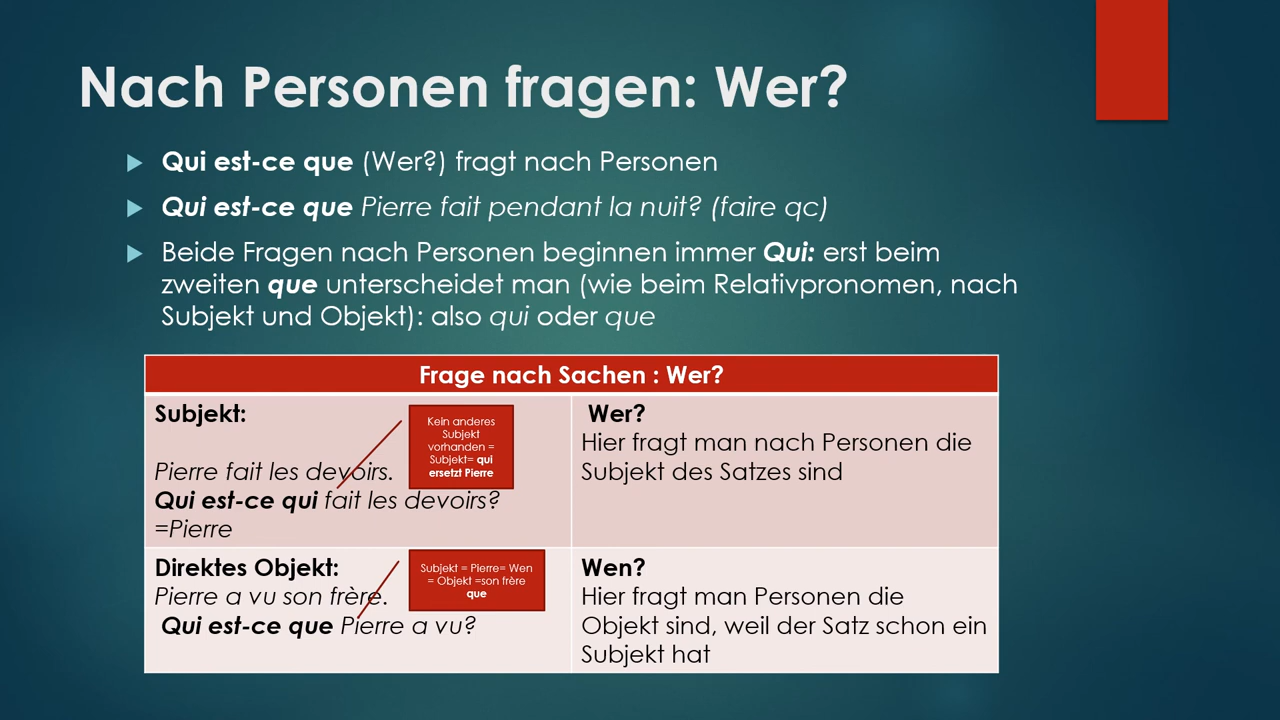 Nach Personen fragen: Wer?
Qui est-ce que (Wer?) fragt nach Personen
Qui est-ce que Pierre fait pendant la nuit? (faire qc)
Beide Fragen nach Personen beginnen immer Qui: erst beim
zweiten que unterscheidet man (wie beim Relativpronomen, nach
Subjekt und Objekt): also qui oder que
Frage nach Sachen : Wer?
Subjekt:
Pierre fait les devoirs.
Qui est-ce qui fait les devoirs?
=Pierre
Kein anderes
Subjekt
vorhanden =
Subjekt= qui
ersetzt Pierre
Wer?
Hier fragt man nach Personen die
Subjekt des Satzes sind
Direktes Objekt:
Pierre a vu son frère.
Qui est-ce que Pierre a vu?
Subjekt = Pierre= Wen
= Objekt =son frère
que
Wen?
Hier fragt man Personen die
Objekt sind, weil der Satz schon ein
Subjekt hat